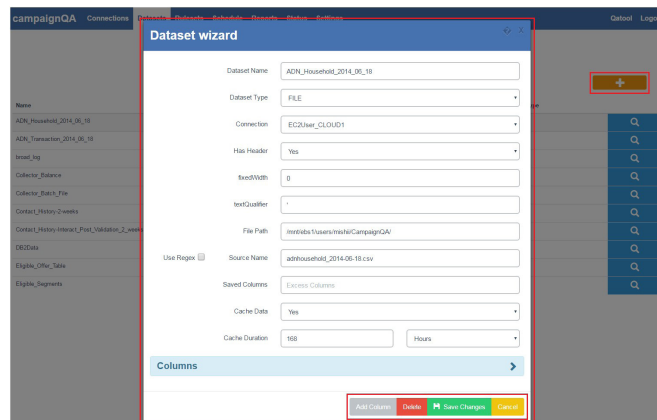 campaignQA Connections Datasets Outputs Schedule Reports Status Settings Qatool Logo
Dataset wizard
Dataset Name ADN_Household_2014_06_18
Dataset Type FILE
Connection EC2User_CLOUD1
Has Header Yes
fixedWidth 0
textQualifier '
File Path /mnt/ebs1/users/mishii/CampaignQA/
Use Regex Source Name adnhousehold_2014-06-18.csv
Saved Columns Excess Columns
Cache Data Yes
Cache Duration 168 Hours
Columns
Add Column Delete Save Changes Cancel
+
Name
ADN_Household_2014_06_18
ADN_Transaction_2014_06_18
broad_log
Collector_Balance
Collector_Batch_File
Contact_History-2-weeks
Contact_History-Interact_Post_Validation_2_weeks
DB2Data
Eligible_Offer_Table
Eligible_Segments